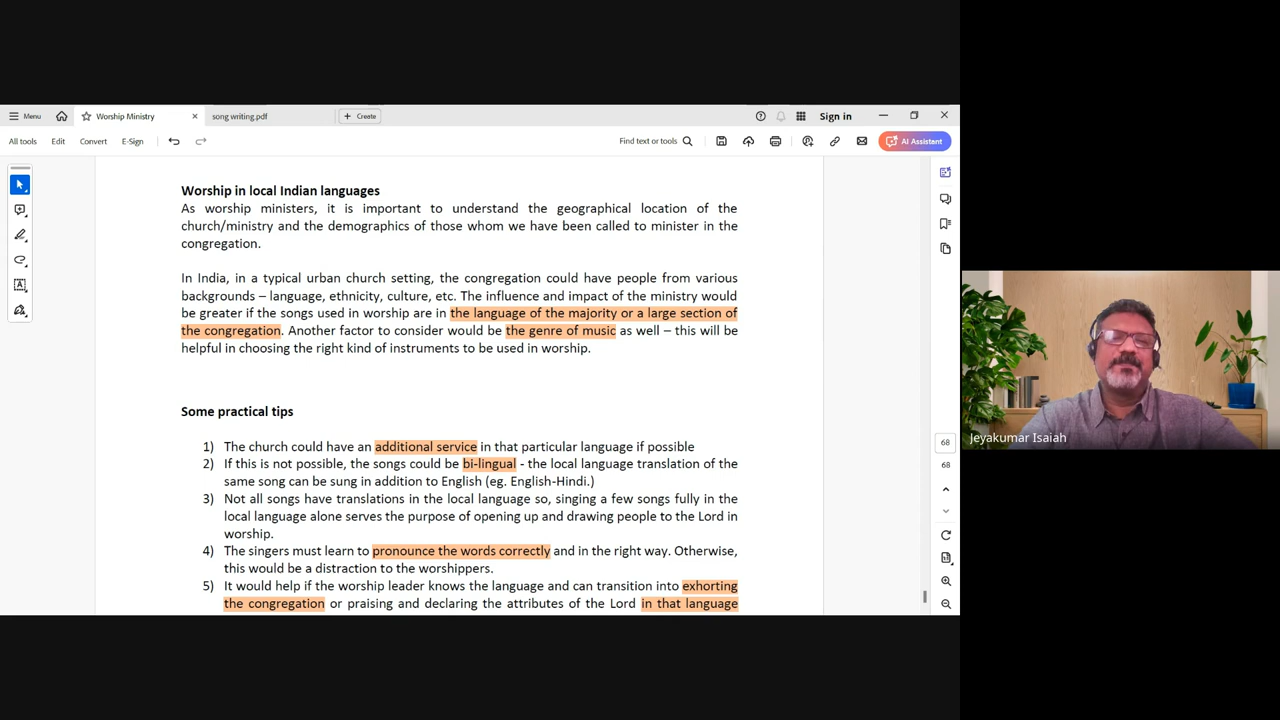 Menu
Worship Ministry
song writing.pdf
Create
Sign in
All tools
Edit
Convert
E-Sign
Find text or tools
AI Assistant
Worship in local Indian languages
As worship ministers, it is important to understand the geographical location of the
church/ministry and the demographics of those whom we have been called to minister in the
congregation.
In India, in a typical urban church setting, the congregation could have people from various
backgrounds – language, ethnicity, culture, etc. The influence and impact of the ministry would
be greater if the songs used in worship are in the language of the majority or a large section of
the congregation. Another factor to consider would be the genre of music as well – this will be
helpful in choosing the right kind of instruments to be used in worship.
Some practical tips
1) The church could have an additional service in that particular language if possible
2) If this is not possible, the songs could be bi-lingual - the local language translation of the
same song can be sung in addition to English (eg. English-Hindi.)
3) Not all songs have translations in the local language so, singing a few songs fully in the
local language alone serves the purpose of opening up and drawing people to the Lord in
worship.
4) The singers must learn to pronounce the words correctly and in the right way. Otherwise,
this would be a distraction to the worshippers.
5) It would help if the worship leader knows the language and can transition into exhorting
the congregation or praising and declaring the attributes of the Lord in that language
68
68
Jeyakumar Isaiah